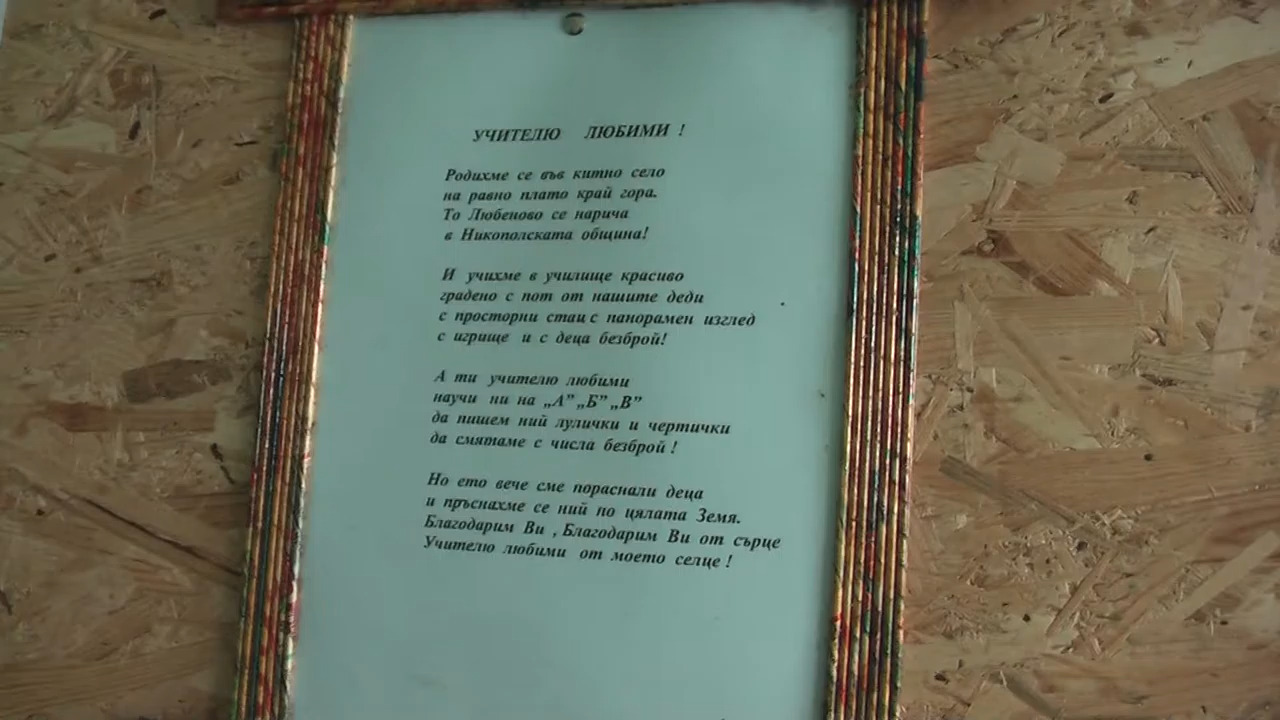 УЧИТЕЛЮ ЛЮБИМИ !
Родихме се във китно село
на равно плато край гора.
То Любеново се нарича
в Никополската община!
И учихме в училище красиво
градено с пот от нашите деди
с просторни стаи с панорамен изглед
с игрище и с деца безброй!
А ти учителю любими
научи ни на „А” „Б” „В”
да пишем ний лулички и чертички
да смятаме с числа безброй !
Но ето вече сме пораснали деца
и пръснахме се ний по цялата Земя.
Благодарим Ви , Благодарим Ви от сърце
Учителю любими от моето селце !